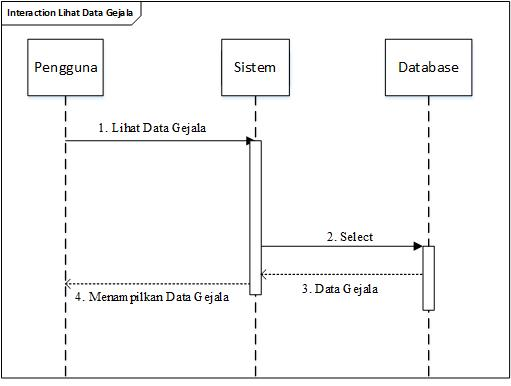 Interaction Lihat Data Gejala
Pengguna
Sistem
Database
1. Lihat Data Gejala
2. Select
3. Data Gejala
4. Menampilkan Data Gejala